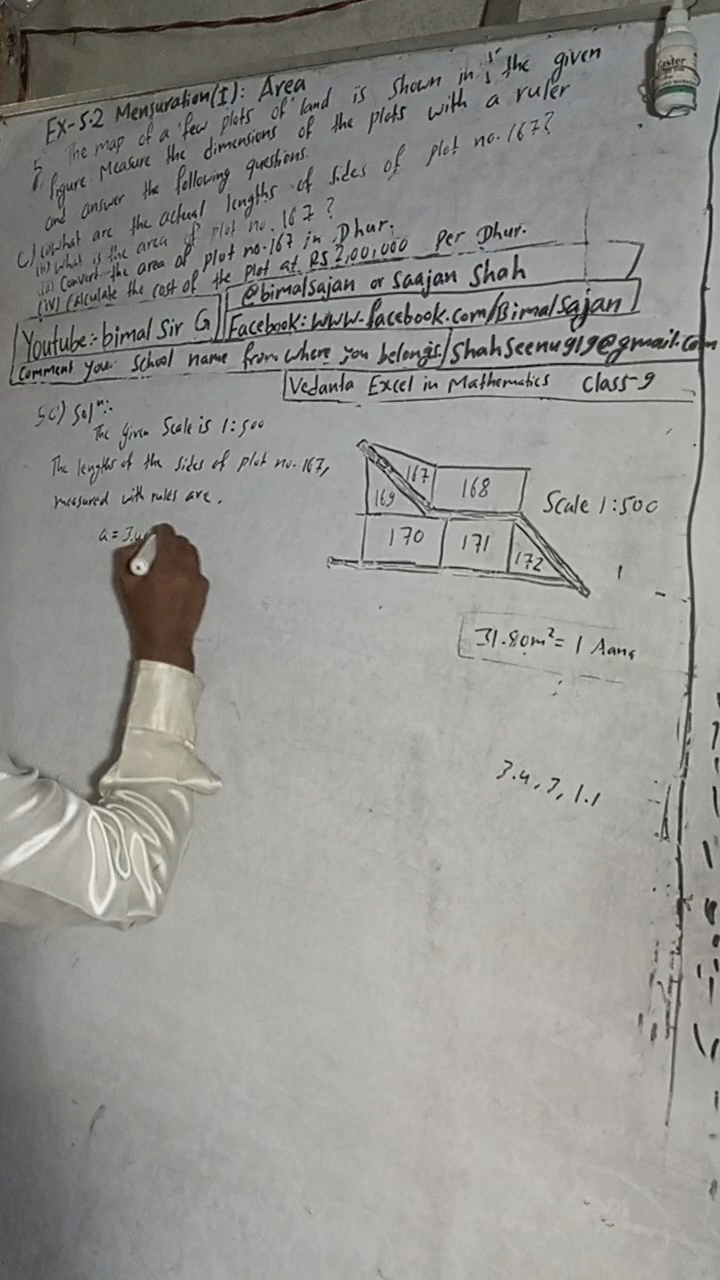 Ex-5.2 Mensuration(I): Area
5. The map of a few plots of land is shown in the given
figure. Measure the dimensions of the plots with a ruler
and answer the following questions.
C) (i) What are the actual lengths of sides of plot no. 167?
(ii) What is the area of plot no. 167?
(iii) Convert the area of plot no. 167 in Dhur.
(iv) Calculate the cost of the plot at RS 2,00,000 per Dhur.
@bimalsajan or Saajan Shah
Youtube:- bimal Sir G
Facebook: www.facebook.com/Bimalsajan
Comment your School name from where you belongs/Shahseenu919@gmail.com
Vedanta Excel in Mathematics Class-9
5c) Solⁿ:
The given Scale is 1:500
The lengths of the sides of plot no. 167,
measured with rules are,
a = 3.4
167
168
169
170
171
172
Scale 1:500
31.80m² = 1 Aana
3.4, 3, 1.1